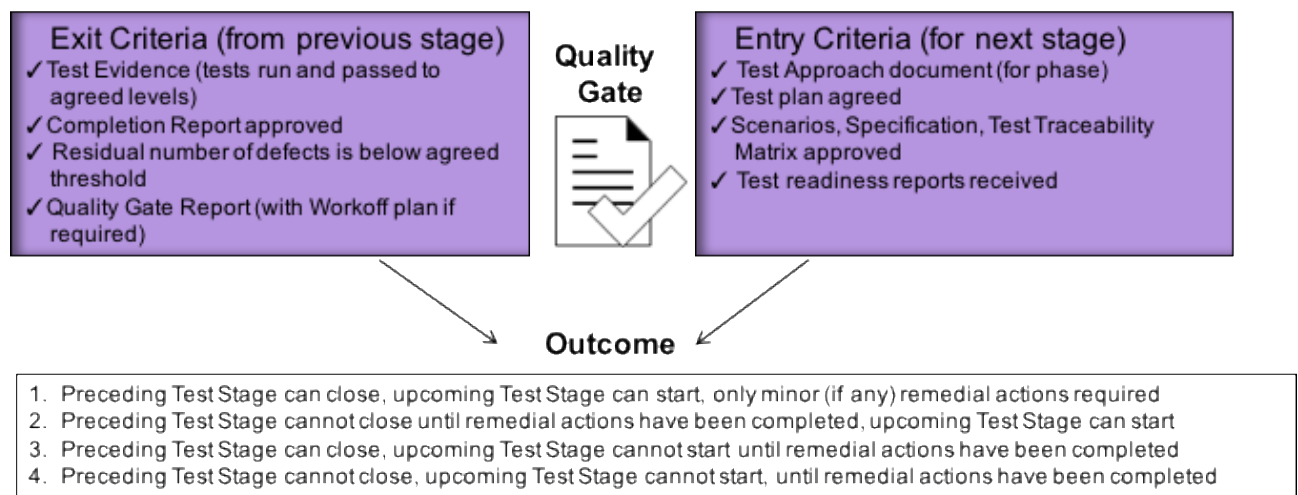 Exit Criteria (from previous stage)
✓ Test Evidence (tests run and passed to
agreed levels)
✓ Completion Report approved
✓ Residual number of defects is below agreed
threshold
✓ Quality Gate Report (with Workoff plan if
required)
Quality
Gate
Entry Criteria (for next stage)
✓ Test Approach document (for phase)
✓ Test plan agreed
✓ Scenarios, Specification, Test Traceability
Matrix approved
✓ Test readiness reports received
Outcome
1. Preceding Test Stage can close, upcoming Test Stage can start, only minor (if any) remedial actions required
2. Preceding Test Stage cannot close until remedial actions have been completed, upcoming Test Stage can start
3. Preceding Test Stage can close, upcoming Test Stage cannot start until remedial actions have been completed
4. Preceding Test Stage cannot close, upcoming Test Stage cannot start, until remedial actions have been completed